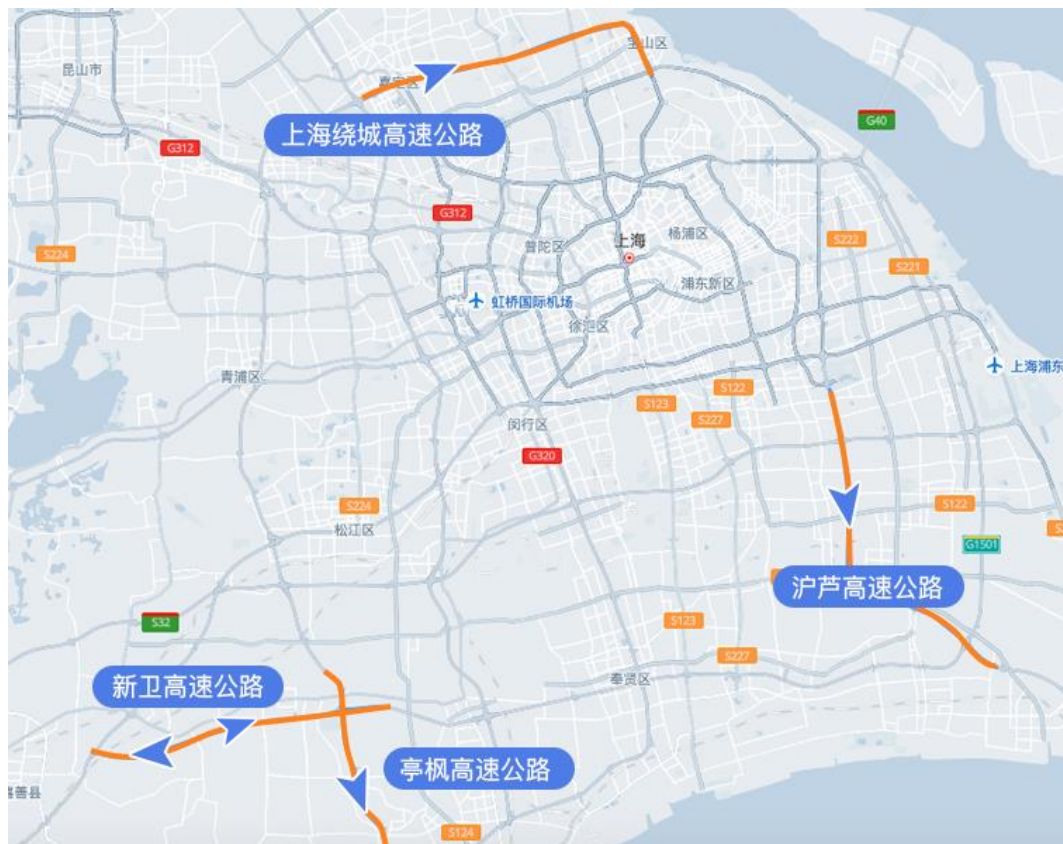 昆山市
嘉定区
宝山区
上海绕城高速公路
G40
G312
G312
上海
杨浦区
普陀区
S222
S224
S221
浦东新区
虹桥国际机场
徐汇区
上海浦东
青浦区
S122
S123
S227
闵行区
G320
S224
S122
松江区
G1501
沪芦高速公路
S32
S123
S227
新卫高速公路
奉贤区
亭枫高速公路
嘉善县
S124